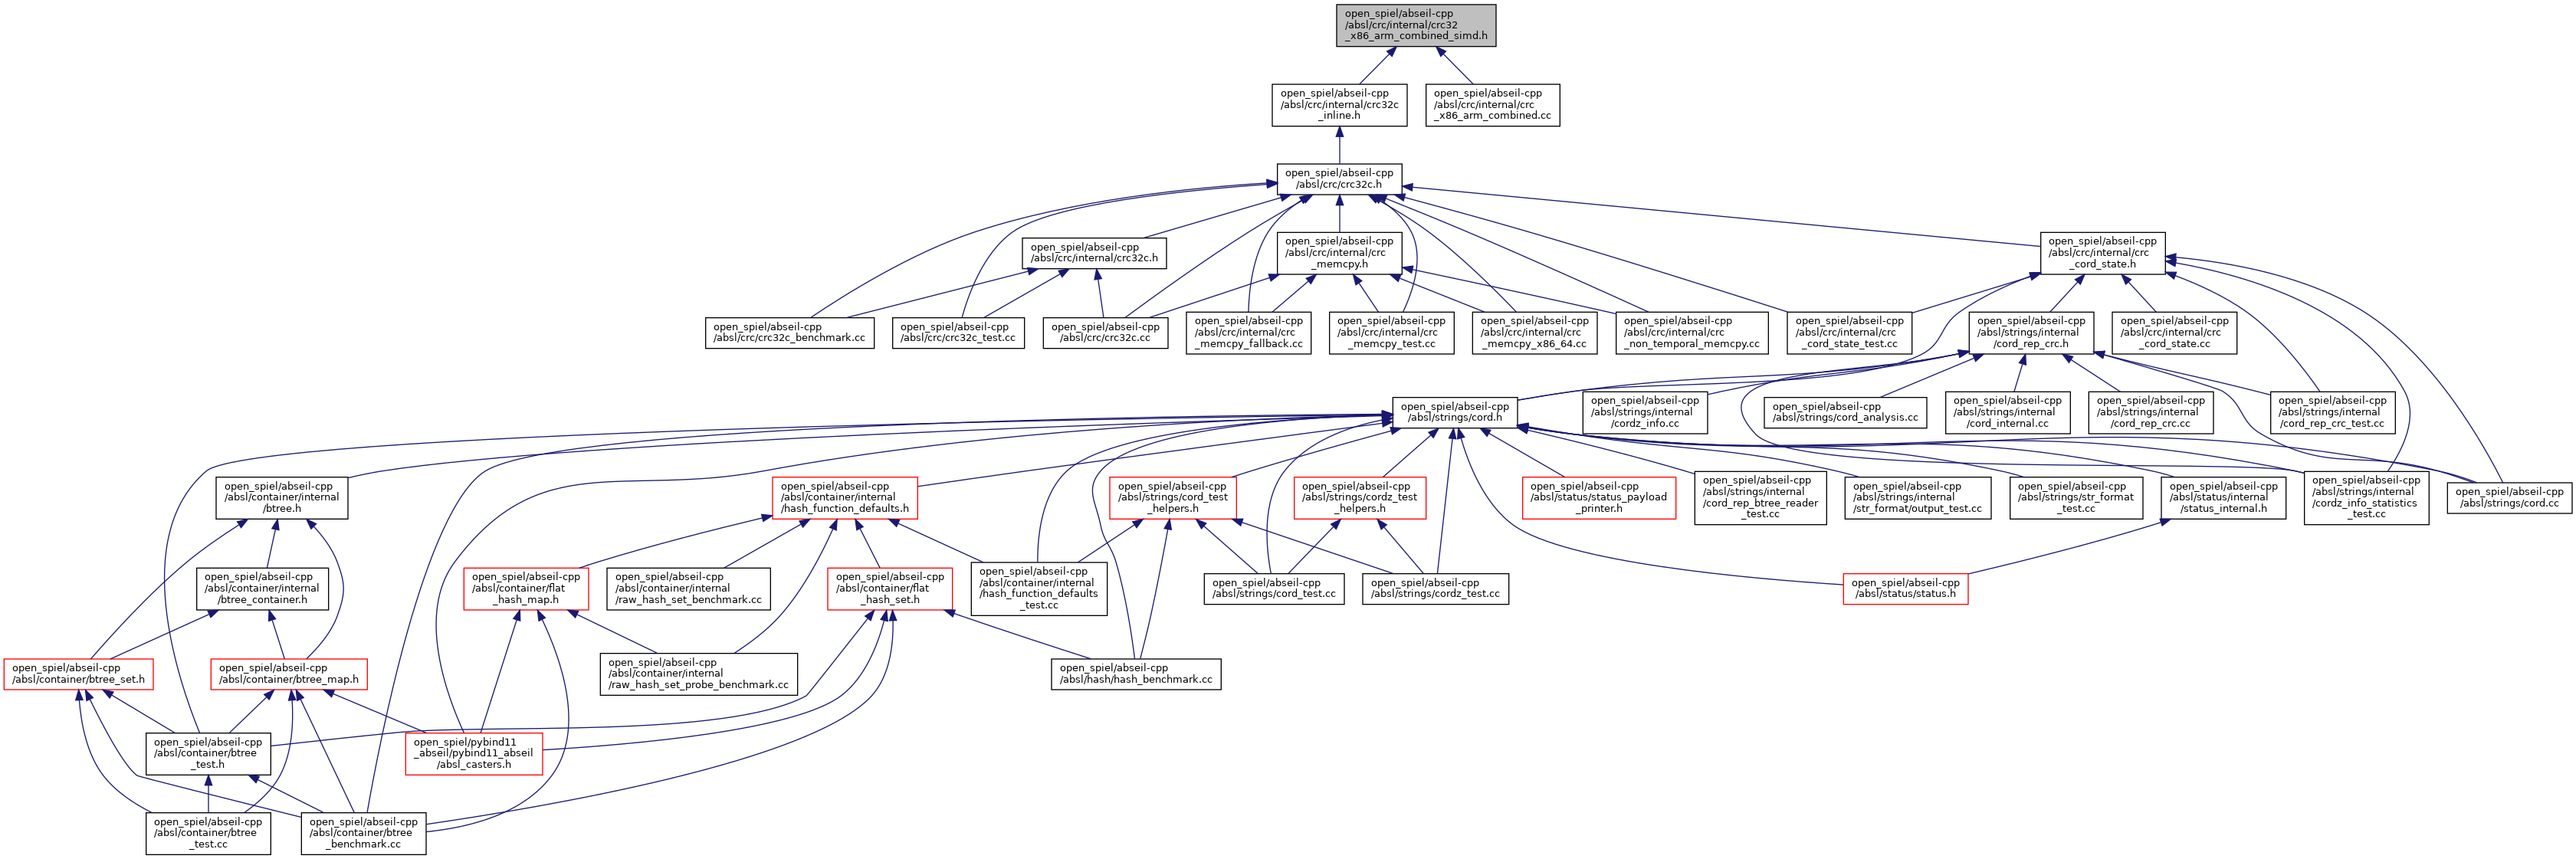 open_spiel/abseil-cpp
/absl/crc/internal/crc32
_x86_arm_combined_simd.h
open_spiel/abseil-cpp
/absl/crc/internal/crc32c
_inline.h
open_spiel/abseil-cpp
/absl/crc/internal/crc
_x86_arm_combined.cc
open_spiel/abseil-cpp
/absl/crc/crc32c.h
open_spiel/abseil-cpp
/absl/crc/internal/crc32c.h
open_spiel/abseil-cpp
/absl/crc/internal/crc
_memcpy.h
open_spiel/abseil-cpp
/absl/crc/internal/crc
_cord_state.h
open_spiel/abseil-cpp
/absl/crc/crc32c_benchmark.cc
open_spiel/abseil-cpp
/absl/crc/crc32c_test.cc
open_spiel/abseil-cpp
/absl/crc/crc32c.cc
open_spiel/abseil-cpp
/absl/crc/internal/crc
_memcpy_fallback.cc
open_spiel/abseil-cpp
/absl/crc/internal/crc
_memcpy_test.cc
open_spiel/abseil-cpp
/absl/crc/internal/crc
_memcpy_x86_64.cc
open_spiel/abseil-cpp
/absl/crc/internal/crc
_non_temporal_memcpy.cc
open_spiel/abseil-cpp
/absl/crc/internal/crc
_cord_state_test.cc
open_spiel/abseil-cpp
/absl/strings/internal
/cord_rep_crc.h
open_spiel/abseil-cpp
/absl/crc/internal/crc
_cord_state.cc
open_spiel/abseil-cpp
/absl/strings/cord.h
open_spiel/abseil-cpp
/absl/strings/internal
/cordz_info.cc
open_spiel/abseil-cpp
/absl/strings/cord_analysis.cc
open_spiel/abseil-cpp
/absl/strings/internal
/cord_internal.cc
open_spiel/abseil-cpp
/absl/strings/internal
/cord_rep_crc.cc
open_spiel/abseil-cpp
/absl/strings/internal
/cord_rep_crc_test.cc
open_spiel/abseil-cpp
/absl/container/internal
/btree.h
open_spiel/abseil-cpp
/absl/container/internal
/hash_function_defaults.h
open_spiel/abseil-cpp
/absl/strings/cord_test
_helpers.h
open_spiel/abseil-cpp
/absl/strings/cordz_test
_helpers.h
open_spiel/abseil-cpp
/absl/status/status_payload
_printer.h
open_spiel/abseil-cpp
/absl/strings/internal
/cord_rep_btree_reader
_test.cc
open_spiel/abseil-cpp
/absl/strings/internal
/str_format/output_test.cc
open_spiel/abseil-cpp
/absl/strings/str_format
_test.cc
open_spiel/abseil-cpp
/absl/status/internal
/status_internal.h
open_spiel/abseil-cpp
/absl/strings/internal
/cordz_info_statistics
_test.cc
open_spiel/abseil-cpp
/absl/strings/cord.cc
open_spiel/abseil-cpp
/absl/container/internal
/btree_container.h
open_spiel/abseil-cpp
/absl/container/flat
_hash_map.h
open_spiel/abseil-cpp
/absl/container/internal
/raw_hash_set_benchmark.cc
open_spiel/abseil-cpp
/absl/container/flat
_hash_set.h
open_spiel/abseil-cpp
/absl/container/internal
/hash_function_defaults
_test.cc
open_spiel/abseil-cpp
/absl/strings/cord_test.cc
open_spiel/abseil-cpp
/absl/strings/cordz_test.cc
open_spiel/abseil-cpp
/absl/status/status.h
open_spiel/abseil-cpp
/absl/container/btree_set.h
open_spiel/abseil-cpp
/absl/container/btree_map.h
open_spiel/abseil-cpp
/absl/container/internal
/raw_hash_set_probe_benchmark.cc
open_spiel/abseil-cpp
/absl/hash/hash_benchmark.cc
open_spiel/abseil-cpp
/absl/container/btree
_test.h
open_spiel/pybind11
_abseil/pybind11_abseil
/absl_casters.h
open_spiel/abseil-cpp
/absl/container/btree
_test.cc
open_spiel/abseil-cpp
/absl/container/btree
_benchmark.cc